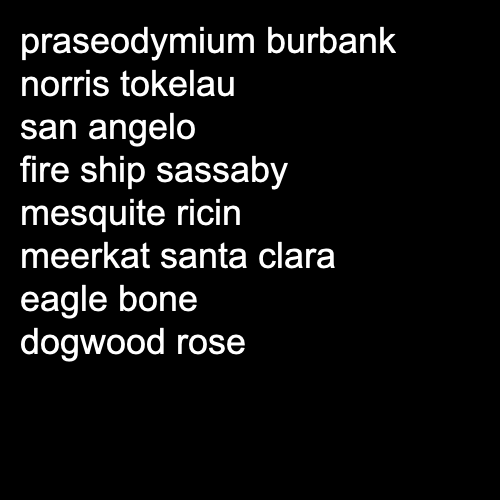 praseodymium burbank
norris tokelau
san angelo
fire ship sassaby
mesquite ricin
meerkat santa clara
eagle bone
dogwood rose